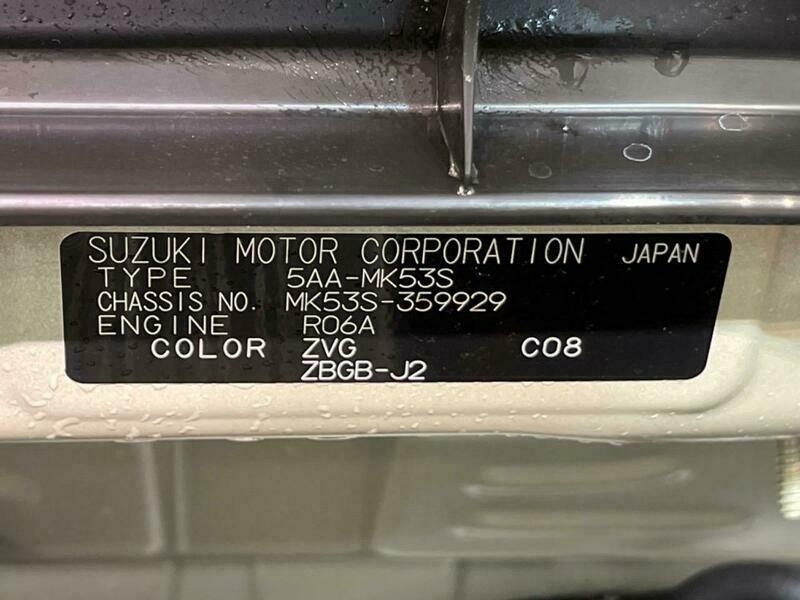 SUZUKI MOTOR CORPORATION JAPAN
TYPE 5AA-MK53S
CHASSIS NO. MK53S-359929
ENGINE R06A
COLOR ZVG C08
ZBGB-J2